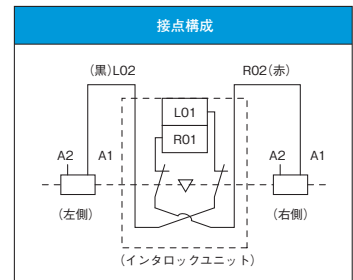 接点構成
(黒)L02 R02(赤)
L01
R01
A2 A1 A2 A1
(左側) (右側)
(インタロックユニット)